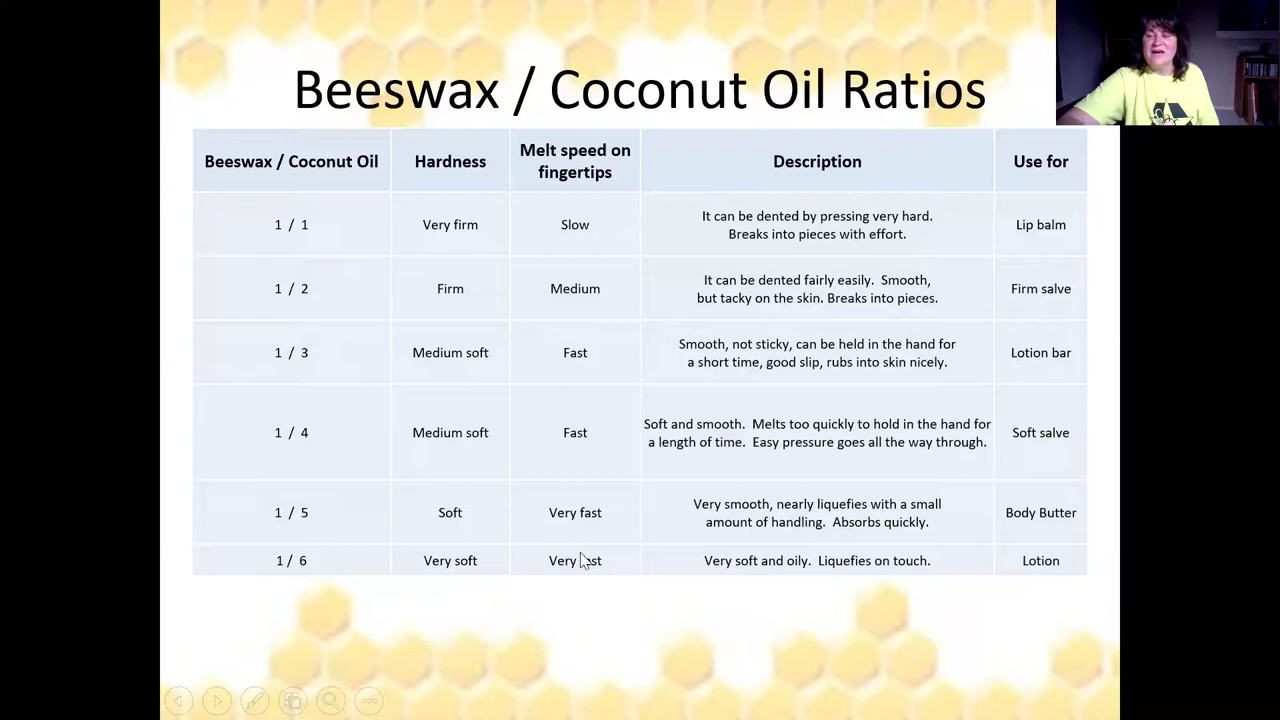 Beeswax / Coconut Oil Ratios
Beeswax / Coconut Oil
Hardness
Melt speed on
fingertips
Description
Use for
1 / 1
Very firm
Slow
It can be dented by pressing very hard.
Breaks into pieces with effort.
Lip balm
1 / 2
Firm
Medium
It can be dented fairly easily. Smooth,
but tacky on the skin. Breaks into pieces.
Firm salve
1 / 3
Medium soft
Fast
Smooth, not sticky, can be held in the hand for
a short time, good slip, rubs into skin nicely.
Lotion bar
1 / 4
Medium soft
Fast
Soft and smooth. Melts too quickly to hold in the hand for
a length of time. Easy pressure goes all the way through.
Soft salve
1 / 5
Soft
Very fast
Very smooth, nearly liquefies with a small
amount of handling. Absorbs quickly.
Body Butter
1 / 6
Very soft
Very fast
Very soft and oily. Liquefies on touch.
Lotion